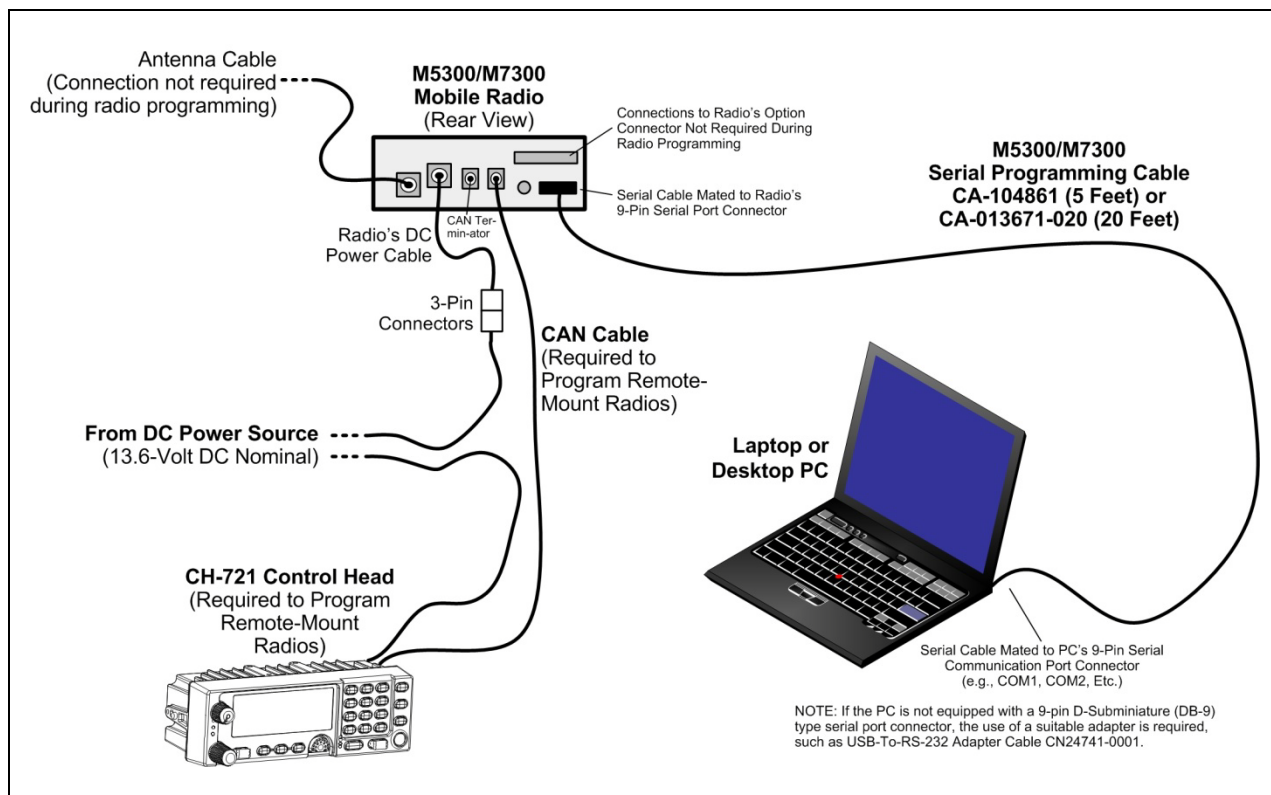 Antenna Cable
(Connection not required
during radio programming)
M5300/M7300
Mobile Radio
(Rear View)
Connections to Radio's Option
Connector Not Required During
Radio Programming
Serial Cable Mated to Radio's
9-Pin Serial Port Connector
M5300/M7300
Serial Programming Cable
CA-104861 (5 Feet) or
CA-013671-020 (20 Feet)
CAN Ter-
min-ator
Radio's DC
Power Cable
3-Pin
Connectors
CAN Cable
(Required to
Program Remote-
Mount Radios)
From DC Power Source
(13.6-Volt DC Nominal)
Laptop or
Desktop PC
CH-721 Control Head
(Required to Program
Remote-Mount
Radios)
Serial Cable Mated to PC's 9-Pin Serial
Communication Port Connector
(e.g., COM1, COM2, Etc.)
NOTE: If the PC is not equipped with a 9-pin D-Subminiature (DB-9)
type serial port connector, the use of a suitable adapter is required,
such as USB-To-RS-232 Adapter Cable CN24741-0001.